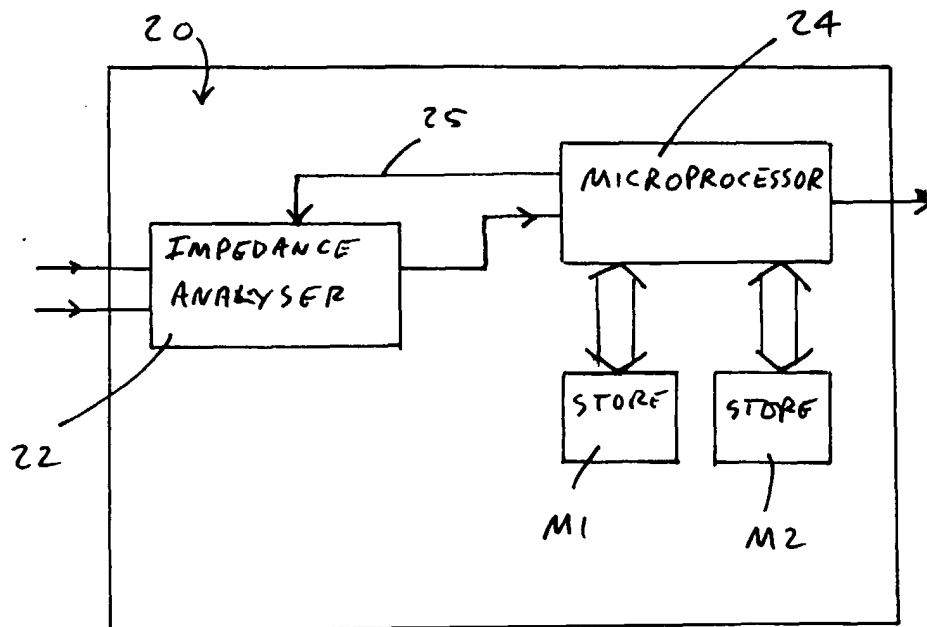 20
24
25
MICROPROCESSOR
IMPEDANCE
ANALYSER
STORE
STORE
22
M1
M2